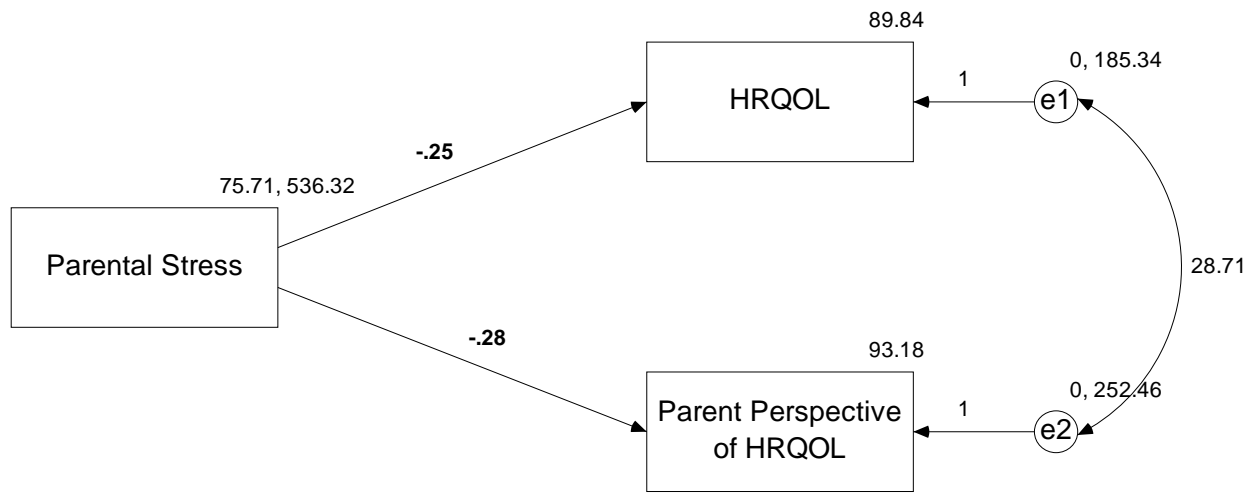 89.84
0, 185.34
HRQOL
1
e1
-.25
75.71, 536.32
Parental Stress
28.71
-.28
93.18
0, 252.46
Parent Perspective
of HRQOL
1
e2